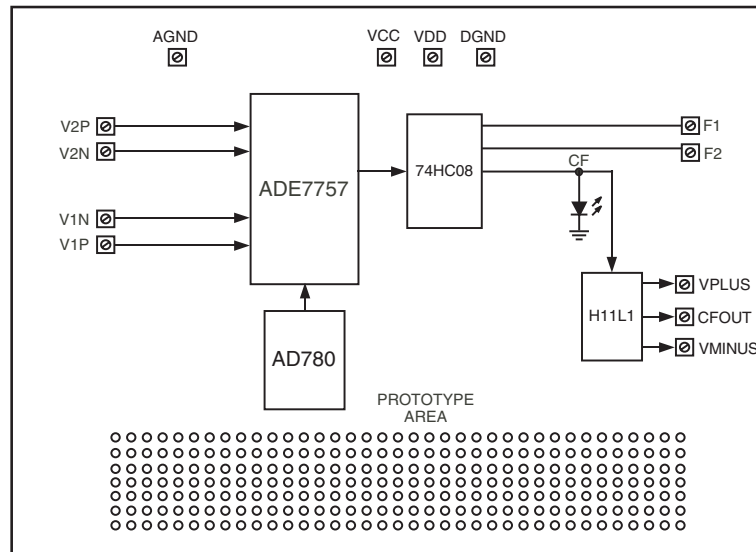 AGND
VCC VDD DGND
V2P
V2N
V1N
V1P
ADE7757
74HC08
F1
F2
CF
H11L1
VPLUS
CFOUT
VMINUS
AD780
PROTOTYPE
AREA